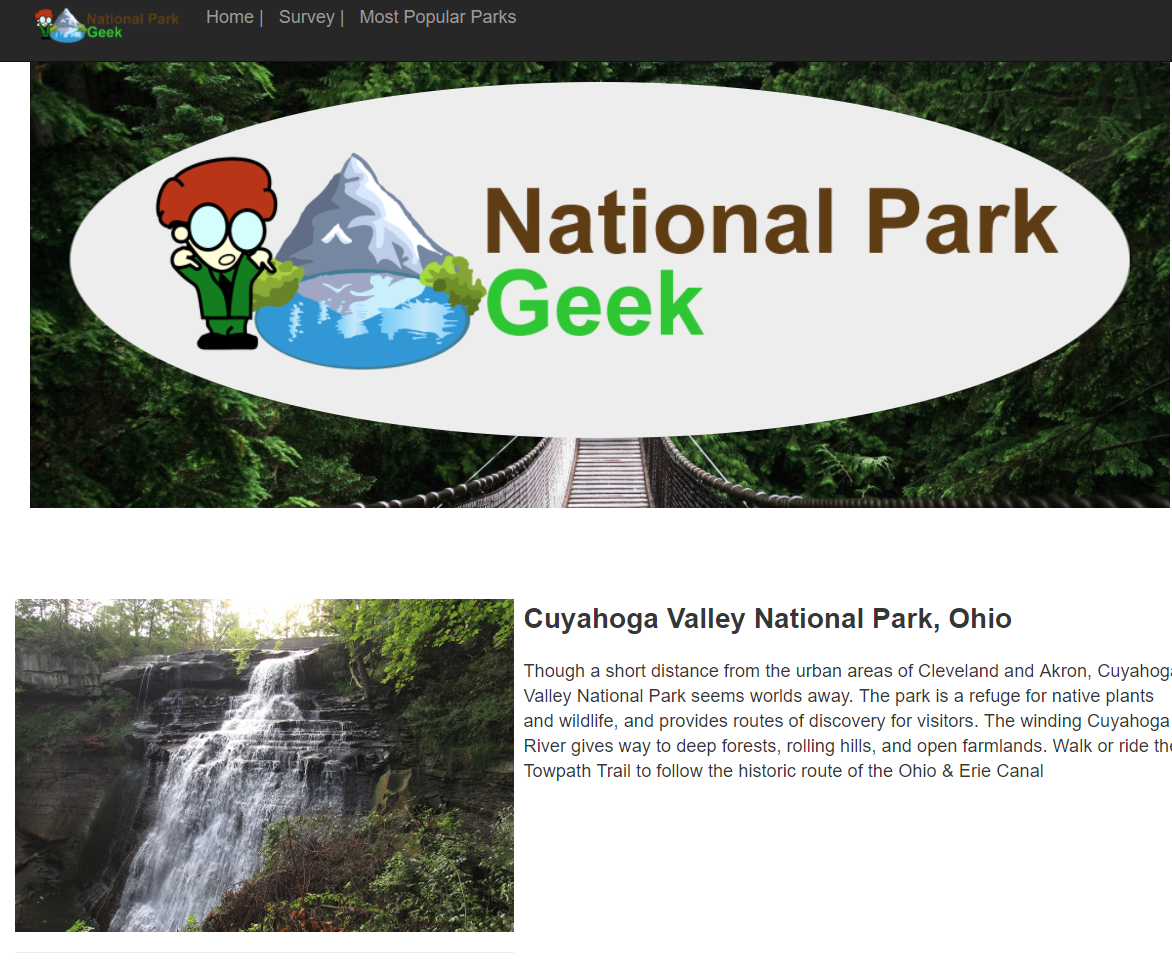 National Park
Geek
Home | Survey | Most Popular Parks
National Park
Geek
Cuyahoga Valley National Park, Ohio
Though a short distance from the urban areas of Cleveland and Akron, Cuyahoga
Valley National Park seems worlds away. The park is a refuge for native plants
and wildlife, and provides routes of discovery for visitors. The winding Cuyahoga
River gives way to deep forests, rolling hills, and open farmlands. Walk or ride the
Towpath Trail to follow the historic route of the Ohio & Erie Canal